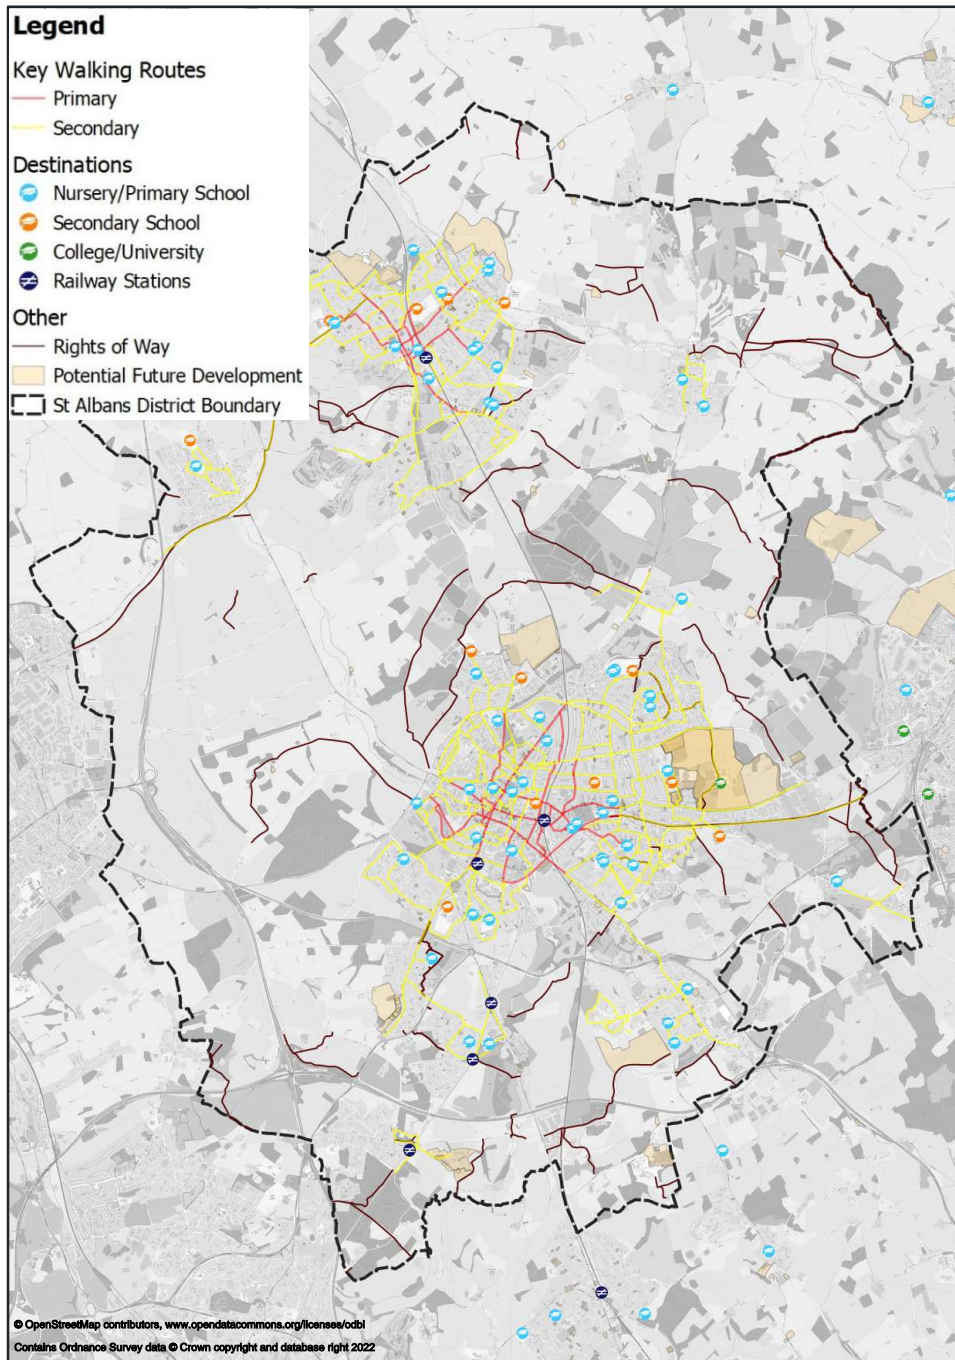 Legend
Key Walking Routes
Primary
Secondary
Destinations
Nursery/Primary School
Secondary School
College/University
Railway Stations
Other
Rights of Way
Potential Future Development
St Albans District Boundary
© OpenStreetMap contributors, www.opendatacommons.org/licenses/odbl
Contains Ordnance Survey data © Crown copyright and database right 2022